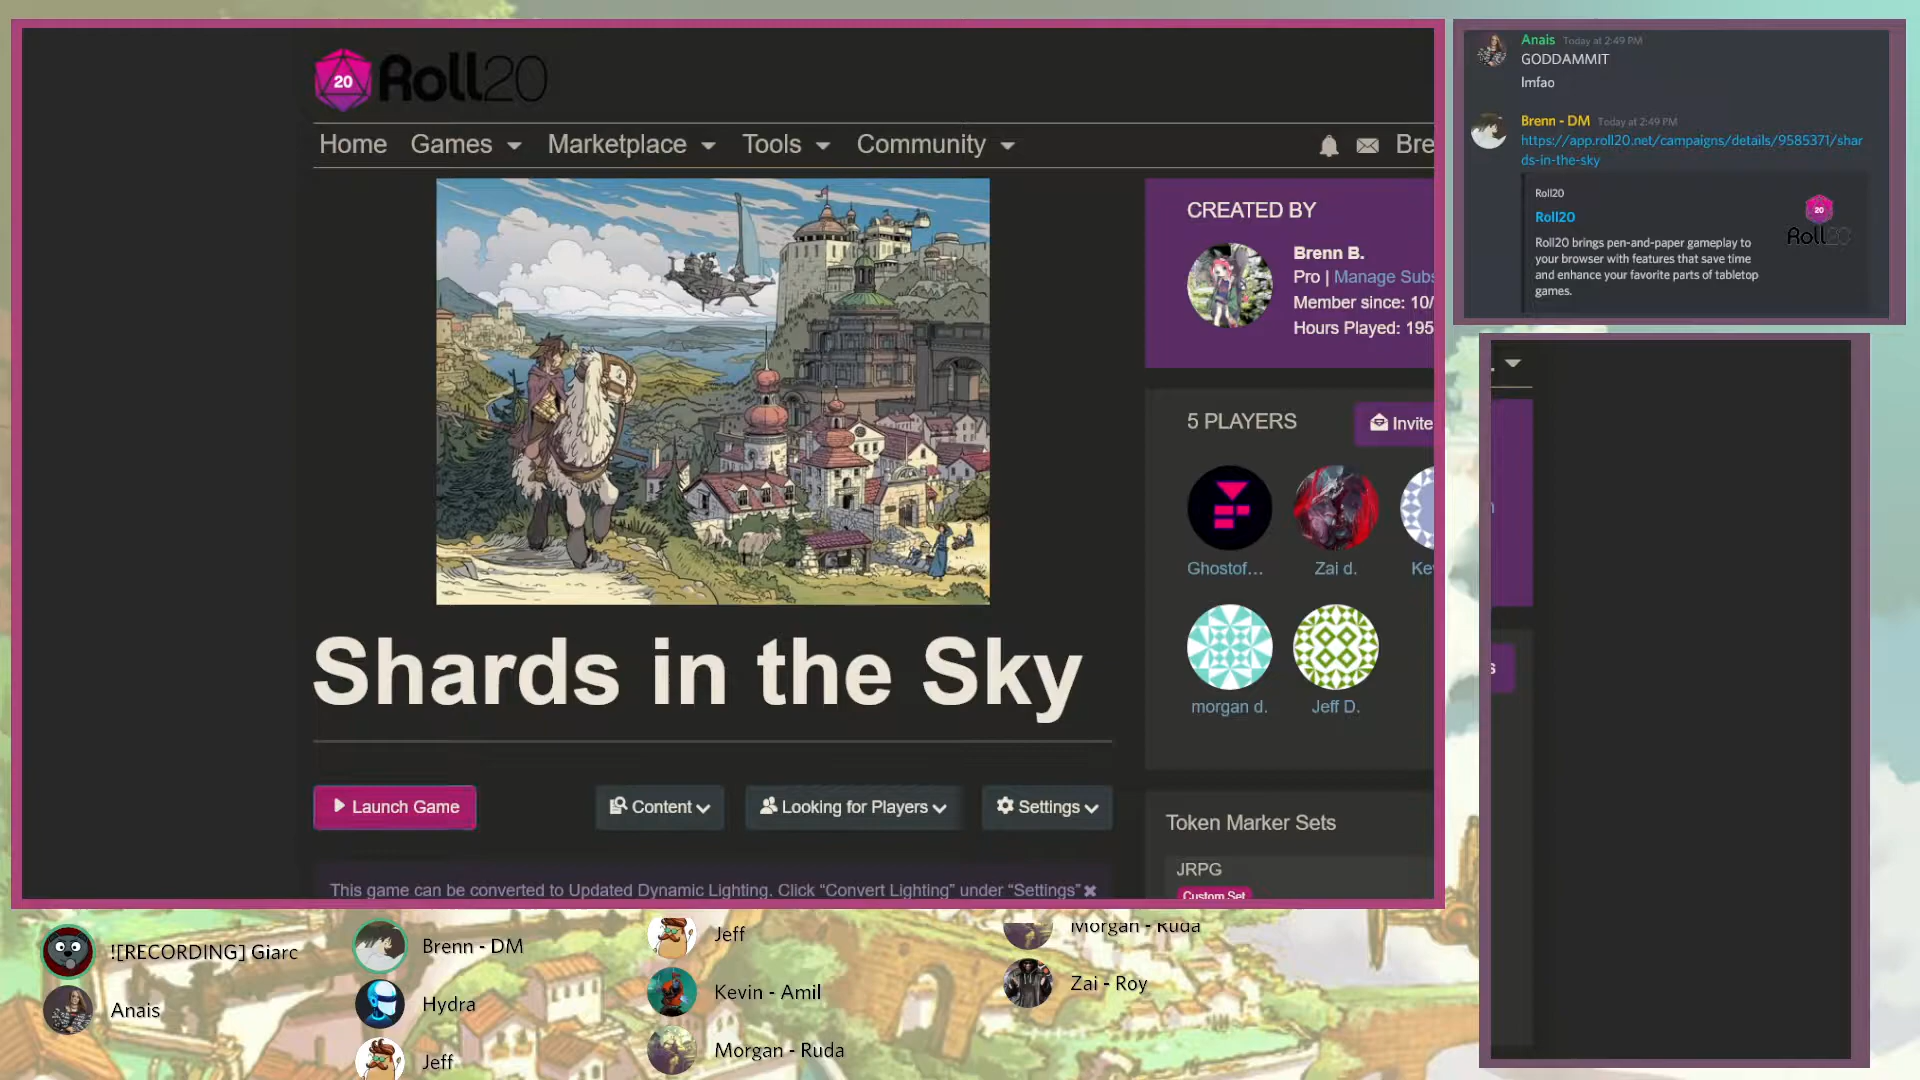 20
Roll20
Home
Games
Marketplace
Tools
Community
Bre
CREATED BY
Brenn B.
Pro | Manage Subs
Member since: 10/
Hours Played: 195
5 PLAYERS
Invite
Ghostof...
Zai d.
Kev
morgan d.
Jeff D.
Shards in the Sky
Launch Game
Content
Looking for Players
Settings
This game can be converted to Updated Dynamic Lighting. Click “Convert Lighting” under “Settings”
Token Marker Sets
JRPG
Custom Set
Anais Today at 2:49 PM
GODDAMMIT
lmfao
Brenn - DM Today at 2:49 PM
https://app.roll20.net/campaigns/details/9585371/shar
ds-in-the-sky
Roll20
Roll20
Roll20 brings pen-and-paper gameplay to
your browser with features that save time
and enhance your favorite parts of tabletop
games.
20
Roll20
s
![RECORDING] Giarc
Anais
Brenn - DM
Hydra
Jeff
Jeff
Kevin - Amil
Morgan - Ruda
Morgan - Ruda
Zai - Roy